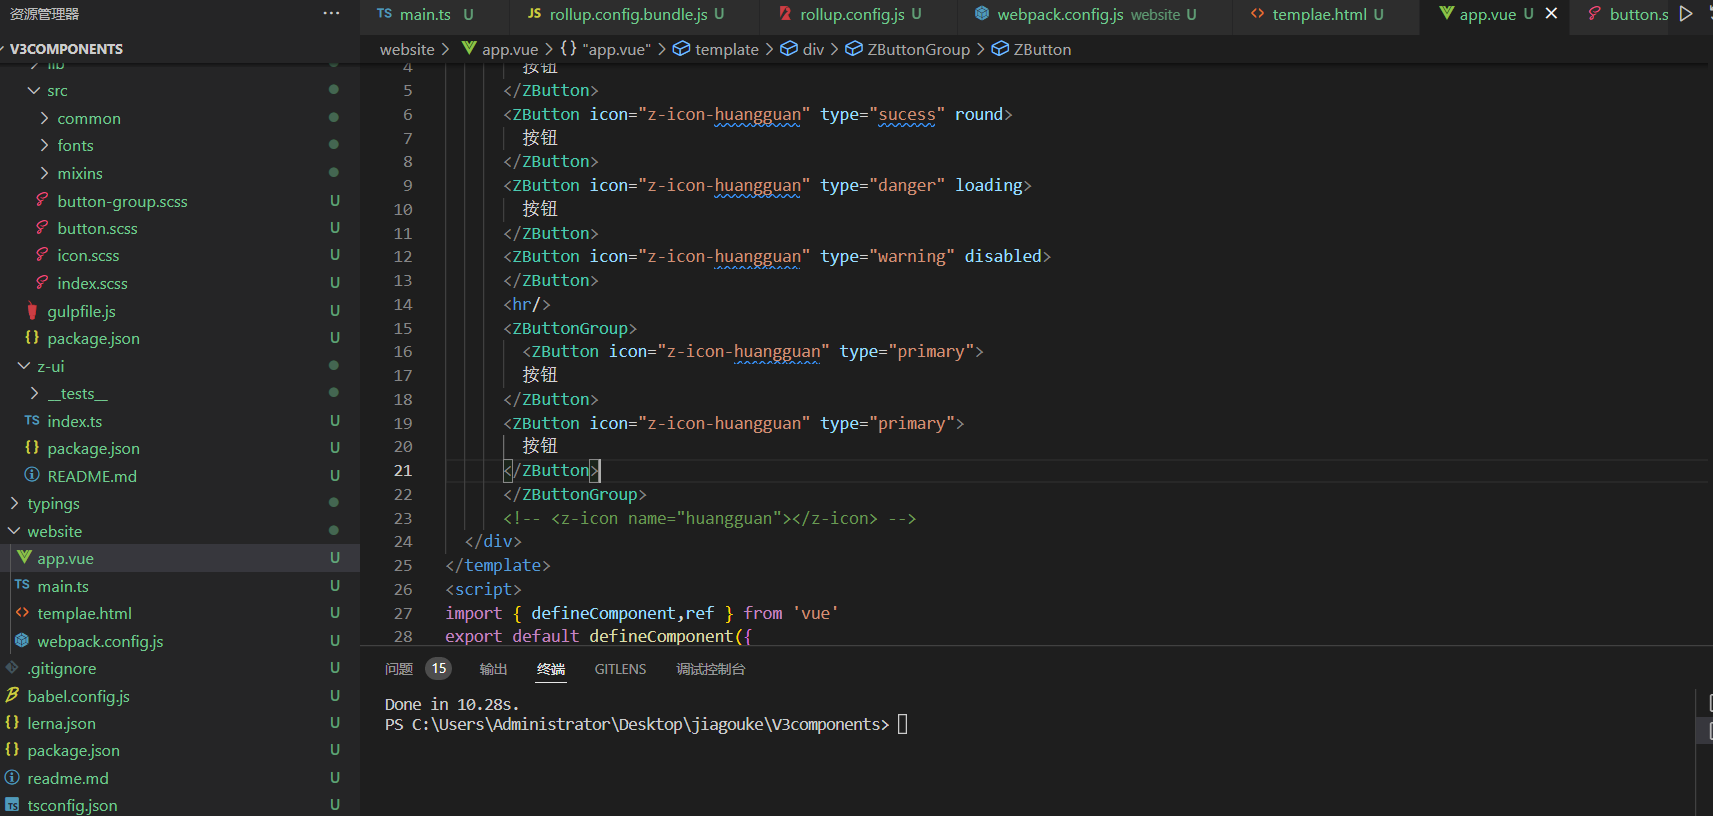 资源管理器 ···
V3COMPONENTS
lib
src
common
fonts
mixins
button-group.scss U
button.scss U
icon.scss U
index.scss U
gulpfile.js U
package.json U
z-ui
__tests__
TS index.ts U
package.json U
README.md U
typings
website
app.vue U
TS main.ts U
templae.html U
webpack.config.js U
.gitignore U
babel.config.js U
lerna.json U
package.json U
readme.md U
tsconfig.json U
TS main.ts U JS rollup.config.bundle.js U rollup.config.js U webpack.config.js website U templae.html U app.vue U button.s
website > app.vue > {} "app.vue" > template > div > ZButtonGroup > ZButton
4 按钮
5 </ZButton>
6 <ZButton icon="z-icon-huangguan" type="sucess" round>
7 按钮
8 </ZButton>
9 <ZButton icon="z-icon-huangguan" type="danger" loading>
10 按钮
11 </ZButton>
12 <ZButton icon="z-icon-huangguan" type="warning" disabled>
13 </ZButton>
14 <hr/>
15 <ZButtonGroup>
16 <ZButton icon="z-icon-huangguan" type="primary">
17 按钮
18 </ZButton>
19 <ZButton icon="z-icon-huangguan" type="primary">
20 按钮
21 </ZButton>
22 </ZButtonGroup>
23 <!-- <z-icon name="huangguan"></z-icon> -->
24 </div>
25 </template>
26 <script>
27 import { defineComponent,ref } from 'vue'
28 export default defineComponent({
问题 15 输出 终端 GITLENS 调试控制台
Done in 10.28s.
PS C:\Users\Administrator\Desktop\jiagouke\V3components>